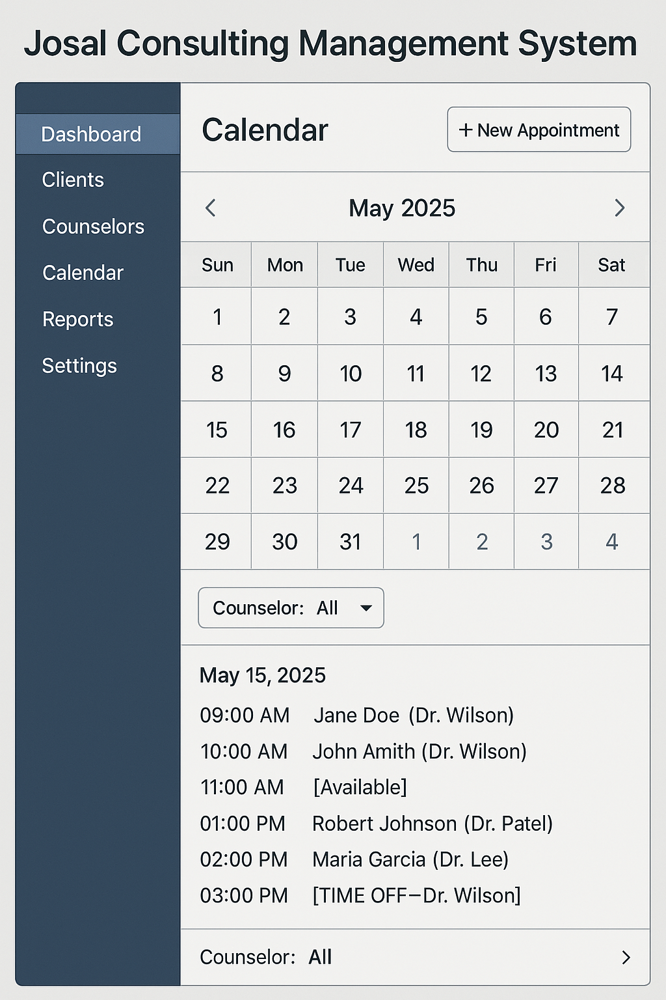 Josal Consulting Management System
Dashboard
Clients
Counselors
Calendar
Reports
Settings
Calendar
+ New Appointment
< May 2025 >
Sun Mon Tue Wed Thu Fri Sat
1 2 3 4 5 6 7
8 9 10 11 12 13 14
15 16 17 18 19 20 21
22 23 24 25 26 27 28
29 30 31 1 2 3 4
Counselor: All
May 15, 2025
09:00 AM Jane Doe (Dr. Wilson)
10:00 AM John Amith (Dr. Wilson)
11:00 AM [Available]
01:00 PM Robert Johnson (Dr. Patel)
02:00 PM Maria Garcia (Dr. Lee)
03:00 PM [TIME OFF–Dr. Wilson]
Counselor: All >